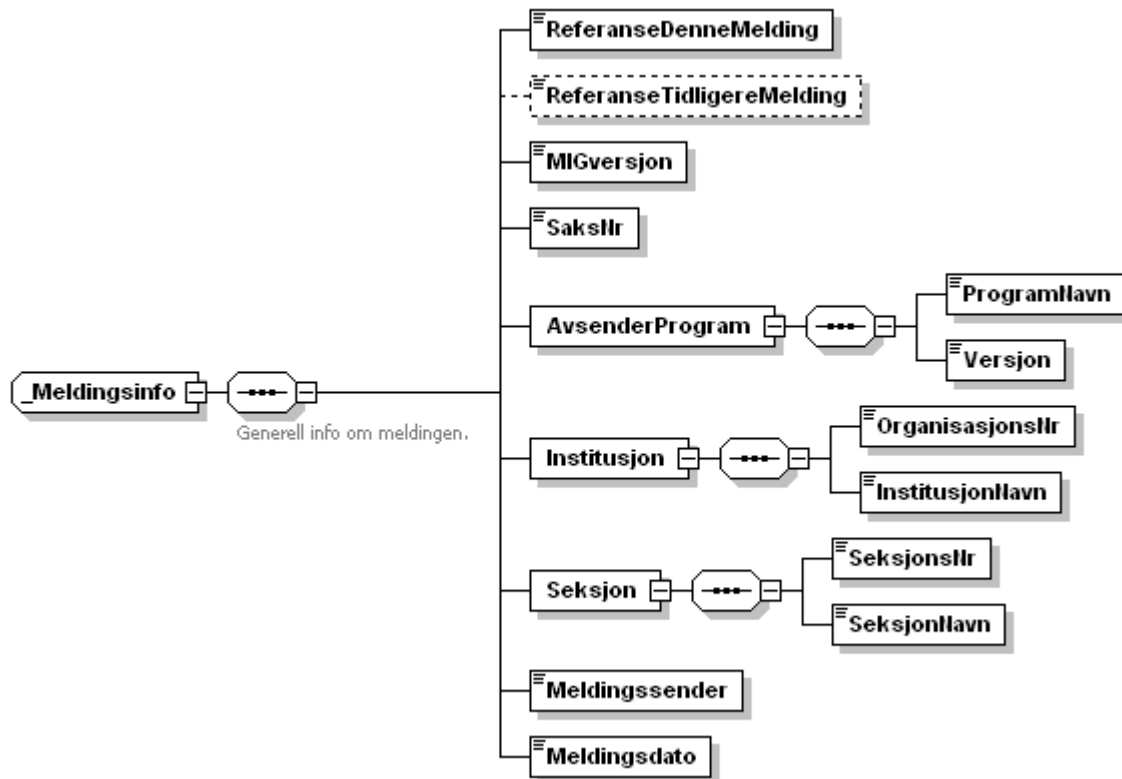 ReferanseDenneMelding
ReferanseTidligereMelding
MIGversjon
SaksNr
AvsenderProgram
ProgramNavn
Versjon
_Meldingsinfo
Generell info om meldingen.
Institusjon
OrganisasjonsNr
InstitusjonNavn
Seksjon
SeksjonsNr
SeksjonNavn
Meldingssender
Meldingsdato